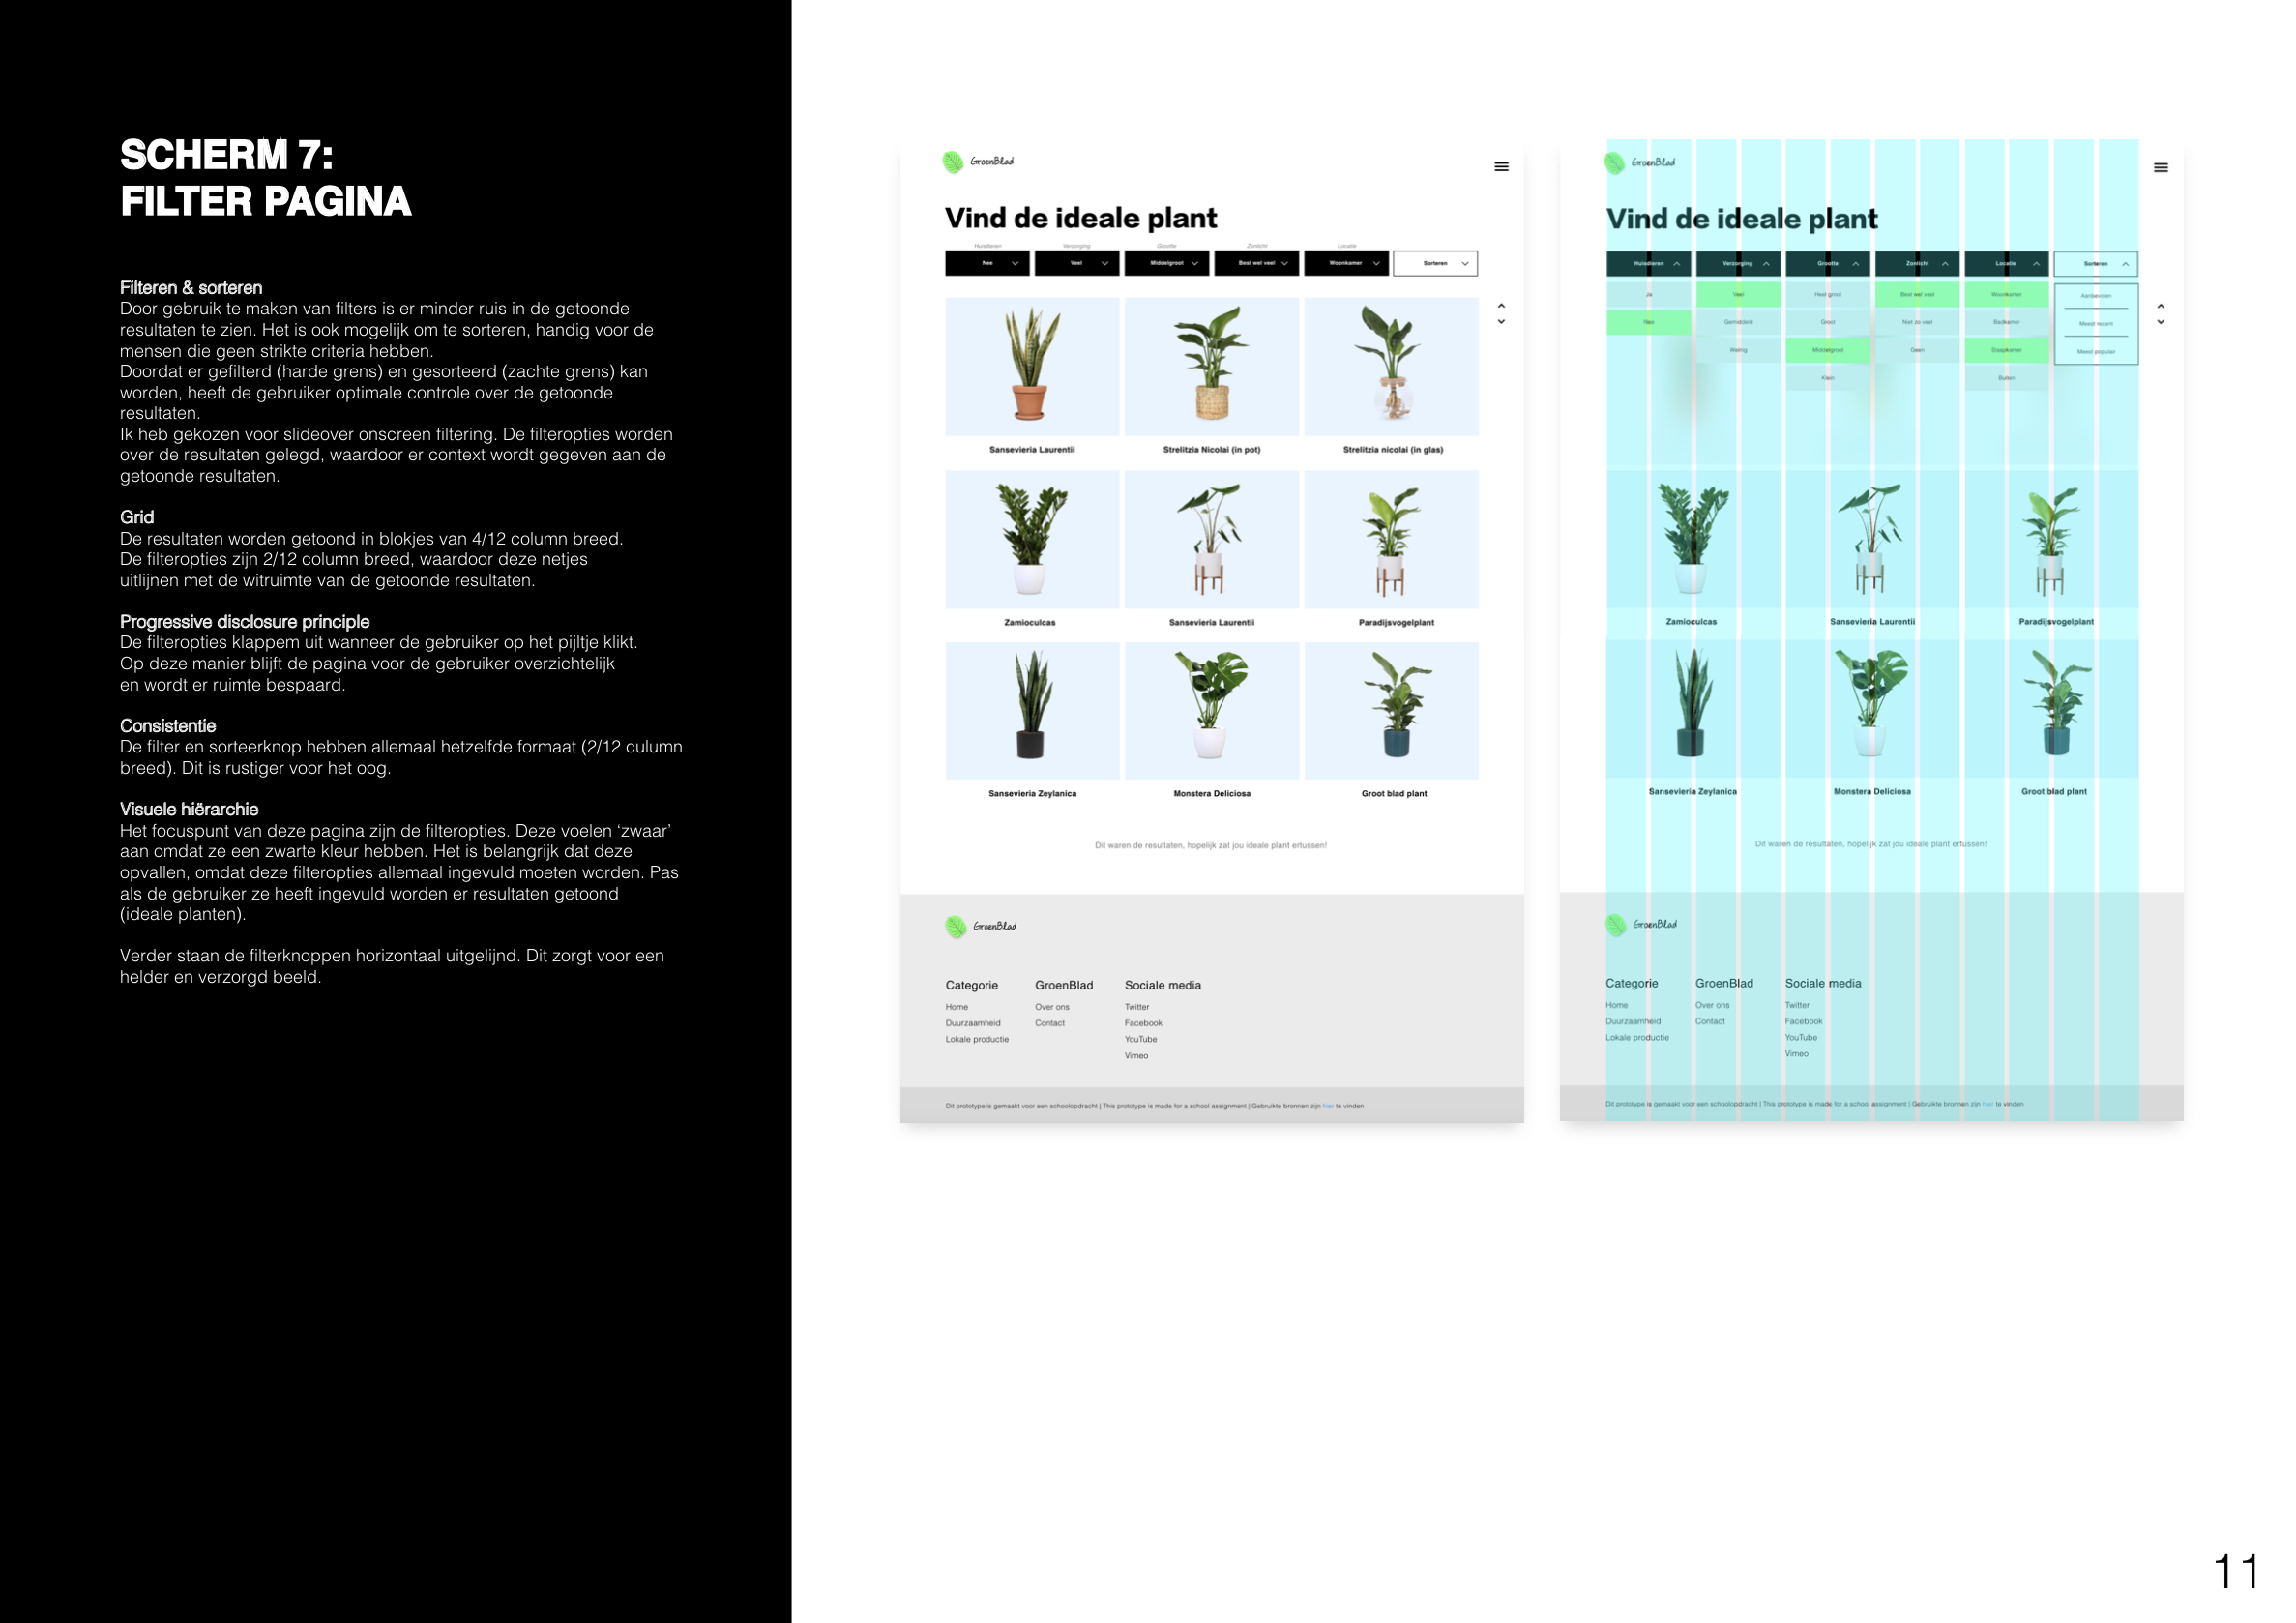 SCHERM 7:
FILTER PAGINA
Filteren & sorteren
Door gebruik te maken van filters is er minder ruis in de getoonde
resultaten te zien. Het is ook mogelijk om te sorteren, handig voor de
mensen die geen strikte criteria hebben.
Doordat er gefilterd (harde grens) en gesorteerd (zachte grens) kan
worden, heeft de gebruiker optimale controle over de getoonde
resultaten.
Ik heb gekozen voor slideover onscreen filtering. De filteropties worden
over de resultaten gelegd, waardoor er context wordt gegeven aan de
getoonde resultaten.
Grid
De resultaten worden getoond in blokjes van 4/12 column breed.
De filteropties zijn 2/12 column breed, waardoor deze netjes
uitlijnen met de witruimte van de getoonde resultaten.
Progressive disclosure principle
De filteropties klappem uit wanneer de gebruiker op het pijltje klikt.
Op deze manier blijft de pagina voor de gebruiker overzichtelijk
en wordt er ruimte bespaard.
Consistentie
De filter en sorteerknop hebben allemaal hetzelfde formaat (2/12 culumn
breed). Dit is rustiger voor het oog.
Visuele hiërarchie
Het focuspunt van deze pagina zijn de filteropties. Deze voelen ‘zwaar’
aan omdat ze een zwarte kleur hebben. Het is belangrijk dat deze
opvallen, omdat deze filteropties allemaal ingevuld moeten worden. Pas
als de gebruiker ze heeft ingevuld worden er resultaten getoond
(ideale planten).
Verder staan de filterknoppen horizontaal uitgelijnd. Dit zorgt voor een
helder en verzorgd beeld.
GroenBlad
Vind de ideale plant
Huisdieren Verzorging Grootte Zonlicht Locatie
Nee Veel Middelgroot Best wel veel Woonkamer Sorteren
Sansevieria Laurentii Strelitzia Nicolai (in pot) Strelitzia nicolai (in glas)
Zamioculcas Sansevieria Laurentii Paradijsvogelplant
Sansevieria Zeylanica Monstera Deliciosa Groot blad plant
Dit waren de resultaten, hopelijk zat jou ideale plant ertussen!
GroenBlad
Categorie GroenBlad Sociale media
Home Over ons Twitter
Duurzaamheid Contact Facebook
Lokale productie YouTube
Vimeo
Dit prototype is gemaakt voor een schoolopdracht | This prototype is made for a school assignment | Gebruikte bronnen zijn hier te vinden
GroenBlad
Vind de ideale plant
Huisdieren Verzorging Grootte Zonlicht Locatie Sorteren
Ja Veel Heel groot Best wel veel Woonkamer Aanbevolen
Nee Gemiddeld Groot Niet zo veel Badkamer Meest recent
Weinig Middelgroot Geen Slaapkamer Meest populair
Klein Buiten
Zamioculcas Sansevieria Laurentii Paradijsvogelplant
Sansevieria Zeylanica Monstera Deliciosa Groot blad plant
Dit waren de resultaten, hopelijk zat jou ideale plant ertussen!
GroenBlad
Categorie GroenBlad Sociale media
Home Over ons Twitter
Duurzaamheid Contact Facebook
Lokale productie YouTube
Vimeo
Dit prototype is gemaakt voor een schoolopdracht | This prototype is made for a school assignment | Gebruikte bronnen zijn hier te vinden
11